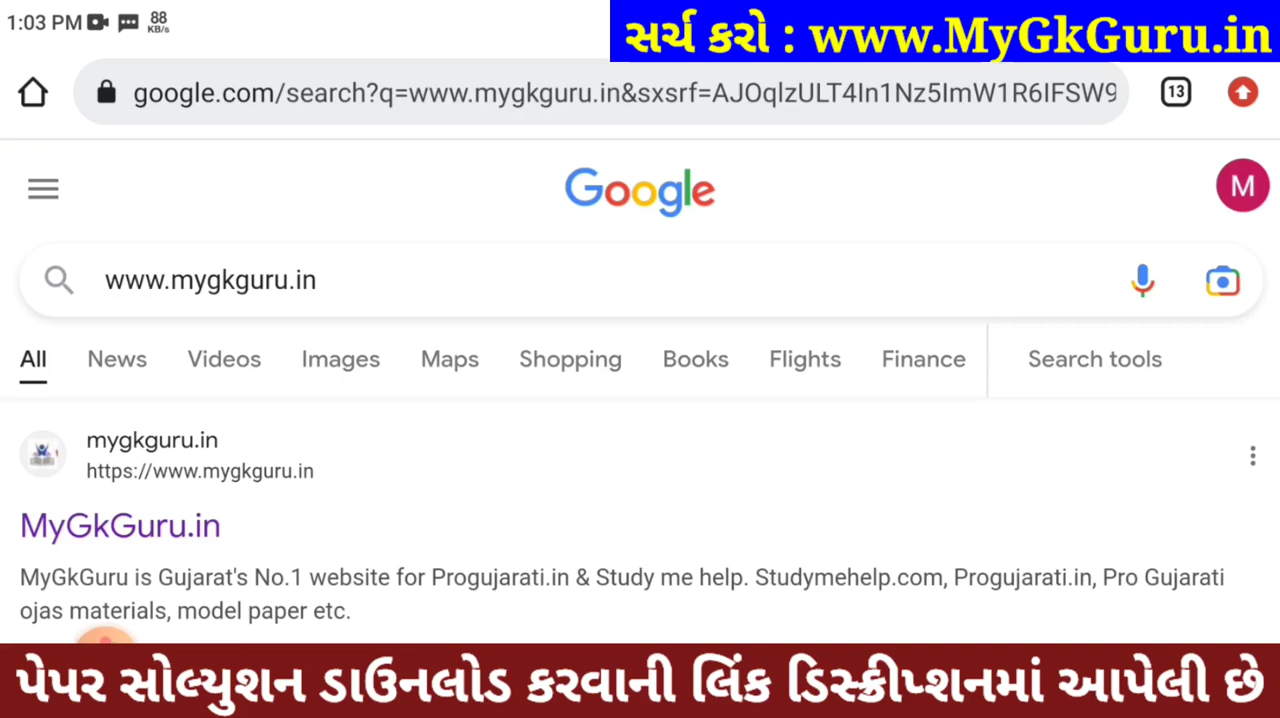 1:03 PM 88 KB/s
સર્ચ કરો : www.MyGkGuru.in
google.com/search?q=www.mygkguru.in&sxsrf=AJOqlzULT4In1Nz5ImW1R6IFSW9
13
Google
M
www.mygkguru.in
All News Videos Images Maps Shopping Books Flights Finance Search tools
mygkguru.in
https://www.mygkguru.in
MyGkGuru.in
MyGkGuru is Gujarat's No.1 website for Progujarati.in & Study me help. Studymehelp.com, Progujarati.in, Pro Gujarati
ojas materials, model paper etc.
પેપર સોલ્યુશન ડાઉનલોડ કરવાની લિંક ડિસ્ક્રીપ્શનમાં આપેલી છે